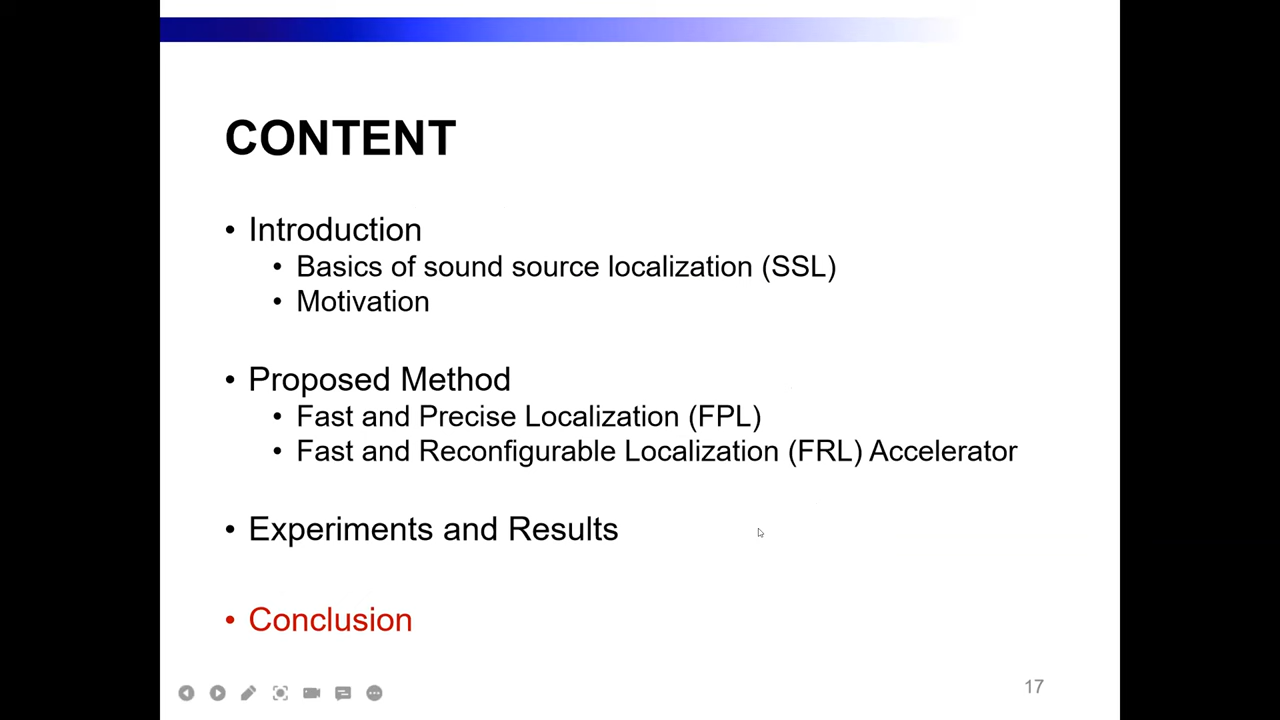 CONTENT
• Introduction
• Basics of sound source localization (SSL)
• Motivation
• Proposed Method
• Fast and Precise Localization (FPL)
• Fast and Reconfigurable Localization (FRL) Accelerator
• Experiments and Results
• Conclusion
17